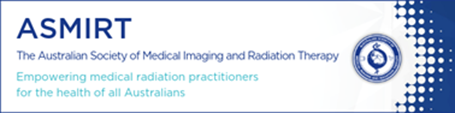 ASMIRT
The Australian Society of Medical Imaging and Radiation Therapy
Empowering medical radiation practitioners
for the health of all Australians